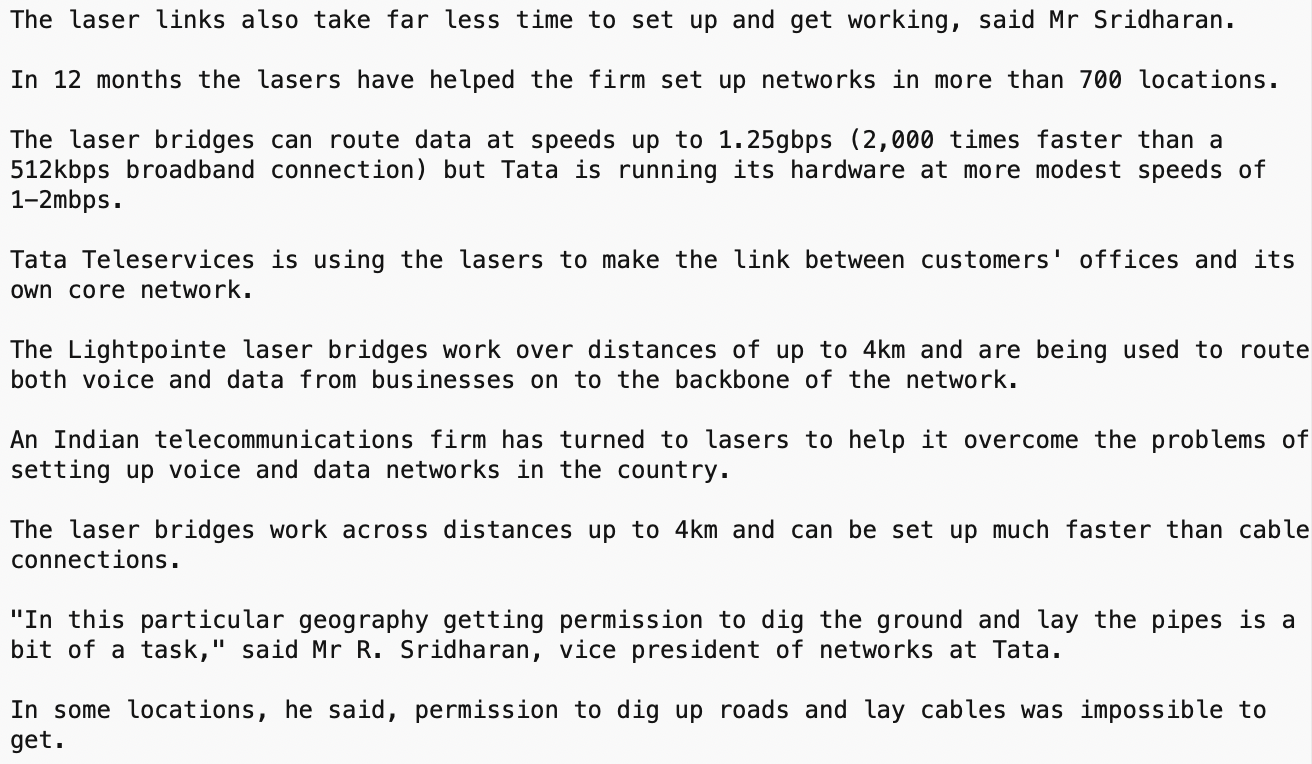 The laser links also take far less time to set up and get working, said Mr Sridharan.
In 12 months the lasers have helped the firm set up networks in more than 700 locations.
The laser bridges can route data at speeds up to 1.25gbps (2,000 times faster than a
512kbps broadband connection) but Tata is running its hardware at more modest speeds of
1-2mbps.
Tata Teleservices is using the lasers to make the link between customers' offices and its
own core network.
The Lightpointe laser bridges work over distances of up to 4km and are being used to route
both voice and data from businesses on to the backbone of the network.
An Indian telecommunications firm has turned to lasers to help it overcome the problems of
setting up voice and data networks in the country.
The laser bridges work across distances up to 4km and can be set up much faster than cable
connections.
"In this particular geography getting permission to dig the ground and lay the pipes is a
bit of a task," said Mr R. Sridharan, vice president of networks at Tata.
In some locations, he said, permission to dig up roads and lay cables was impossible to
get.